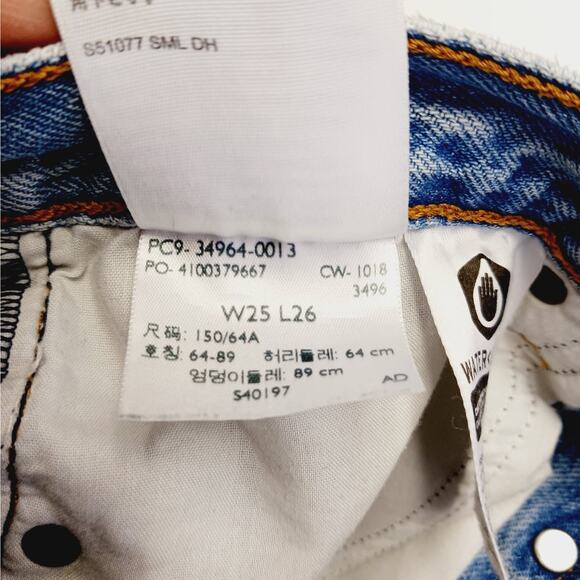 S51077 SML DH
PC9- 34964-0013
PO- 4100379667 CW- 1018
3496
W25 L26
尺码: 150/64A
호칭: 64-89 허리둘레: 64 cm
엉덩이둘레: 89 cm
AD
S40197
WATER